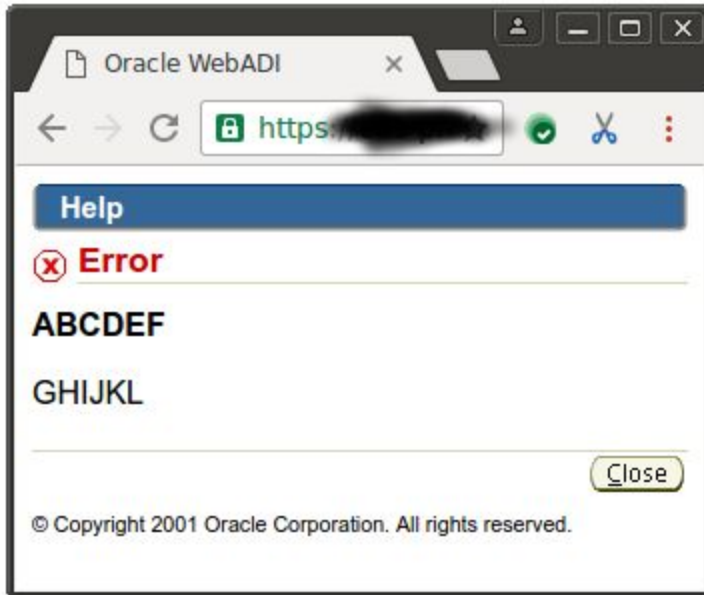 Oracle WebADI
https:
Help
Error
ABCDEF
GHIJKL
Close
© Copyright 2001 Oracle Corporation. All rights reserved.